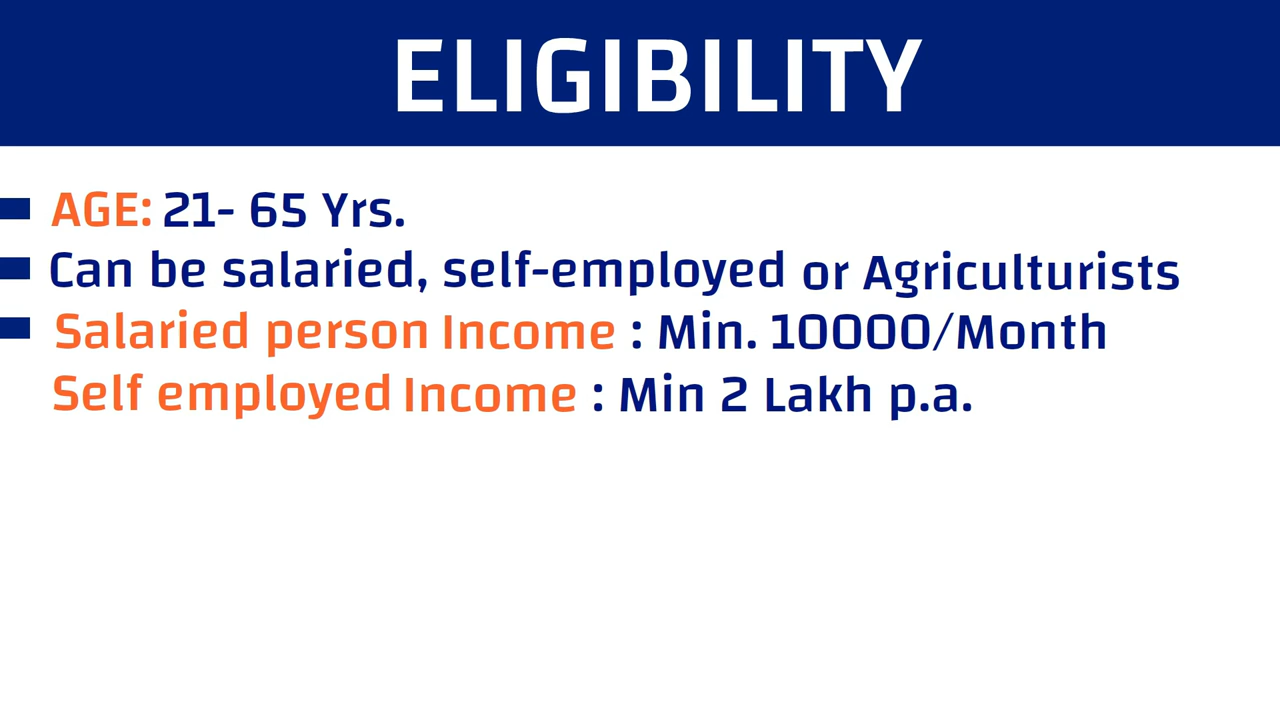 ELIGIBILITY
AGE: 21- 65 Yrs.
Can be salaried, self-employed or Agriculturists
Salaried person Income : Min. 10000/Month
Self employed Income : Min 2 Lakh p.a.